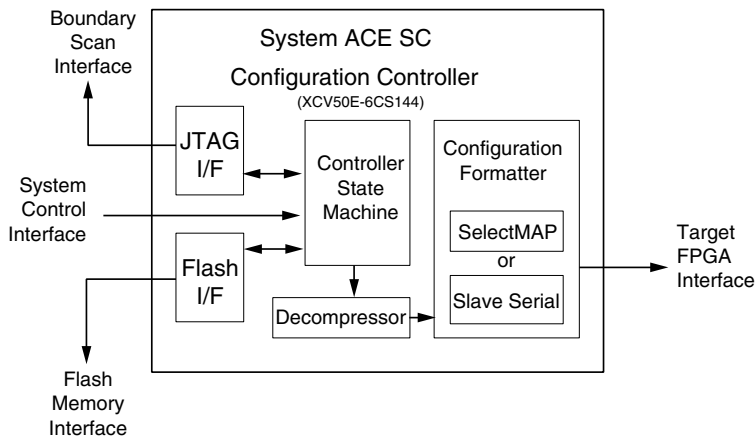 Boundary
Scan
Interface
System ACE SC
Configuration Controller
(XCV50E-6CS144)
JTAG
I/F
Controller
State
Machine
Configuration
Formatter
System
Control
Interface
SelectMAP
or
Slave Serial
Target
FPGA
Interface
Flash
I/F
Decompressor
Flash
Memory
Interface